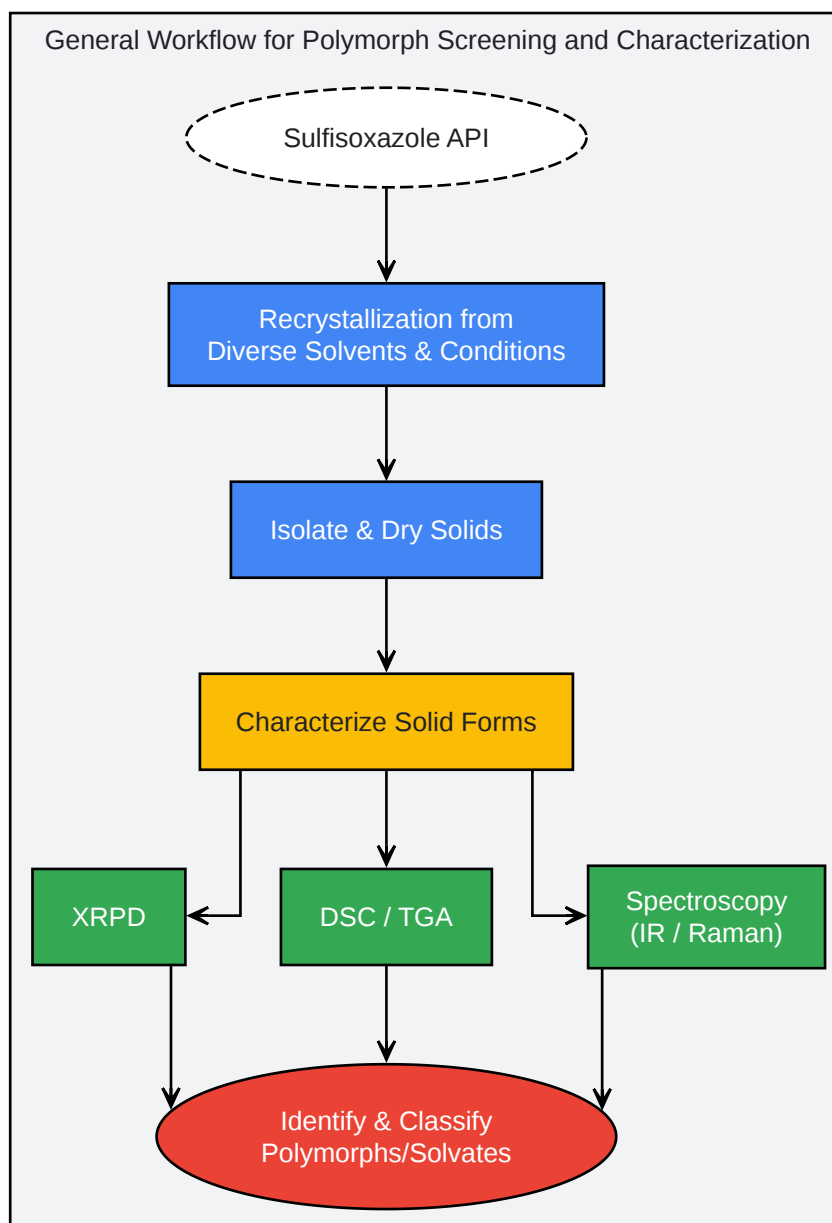 General Workflow for Polymorph Screening and Characterization
Sulfisoxazole API
Recrystallization from
Diverse Solvents & Conditions
Isolate & Dry Solids
Characterize Solid Forms
XRPD
DSC / TGA
Spectroscopy
(IR / Raman)
Identify & Classify
Polymorphs/Solvates